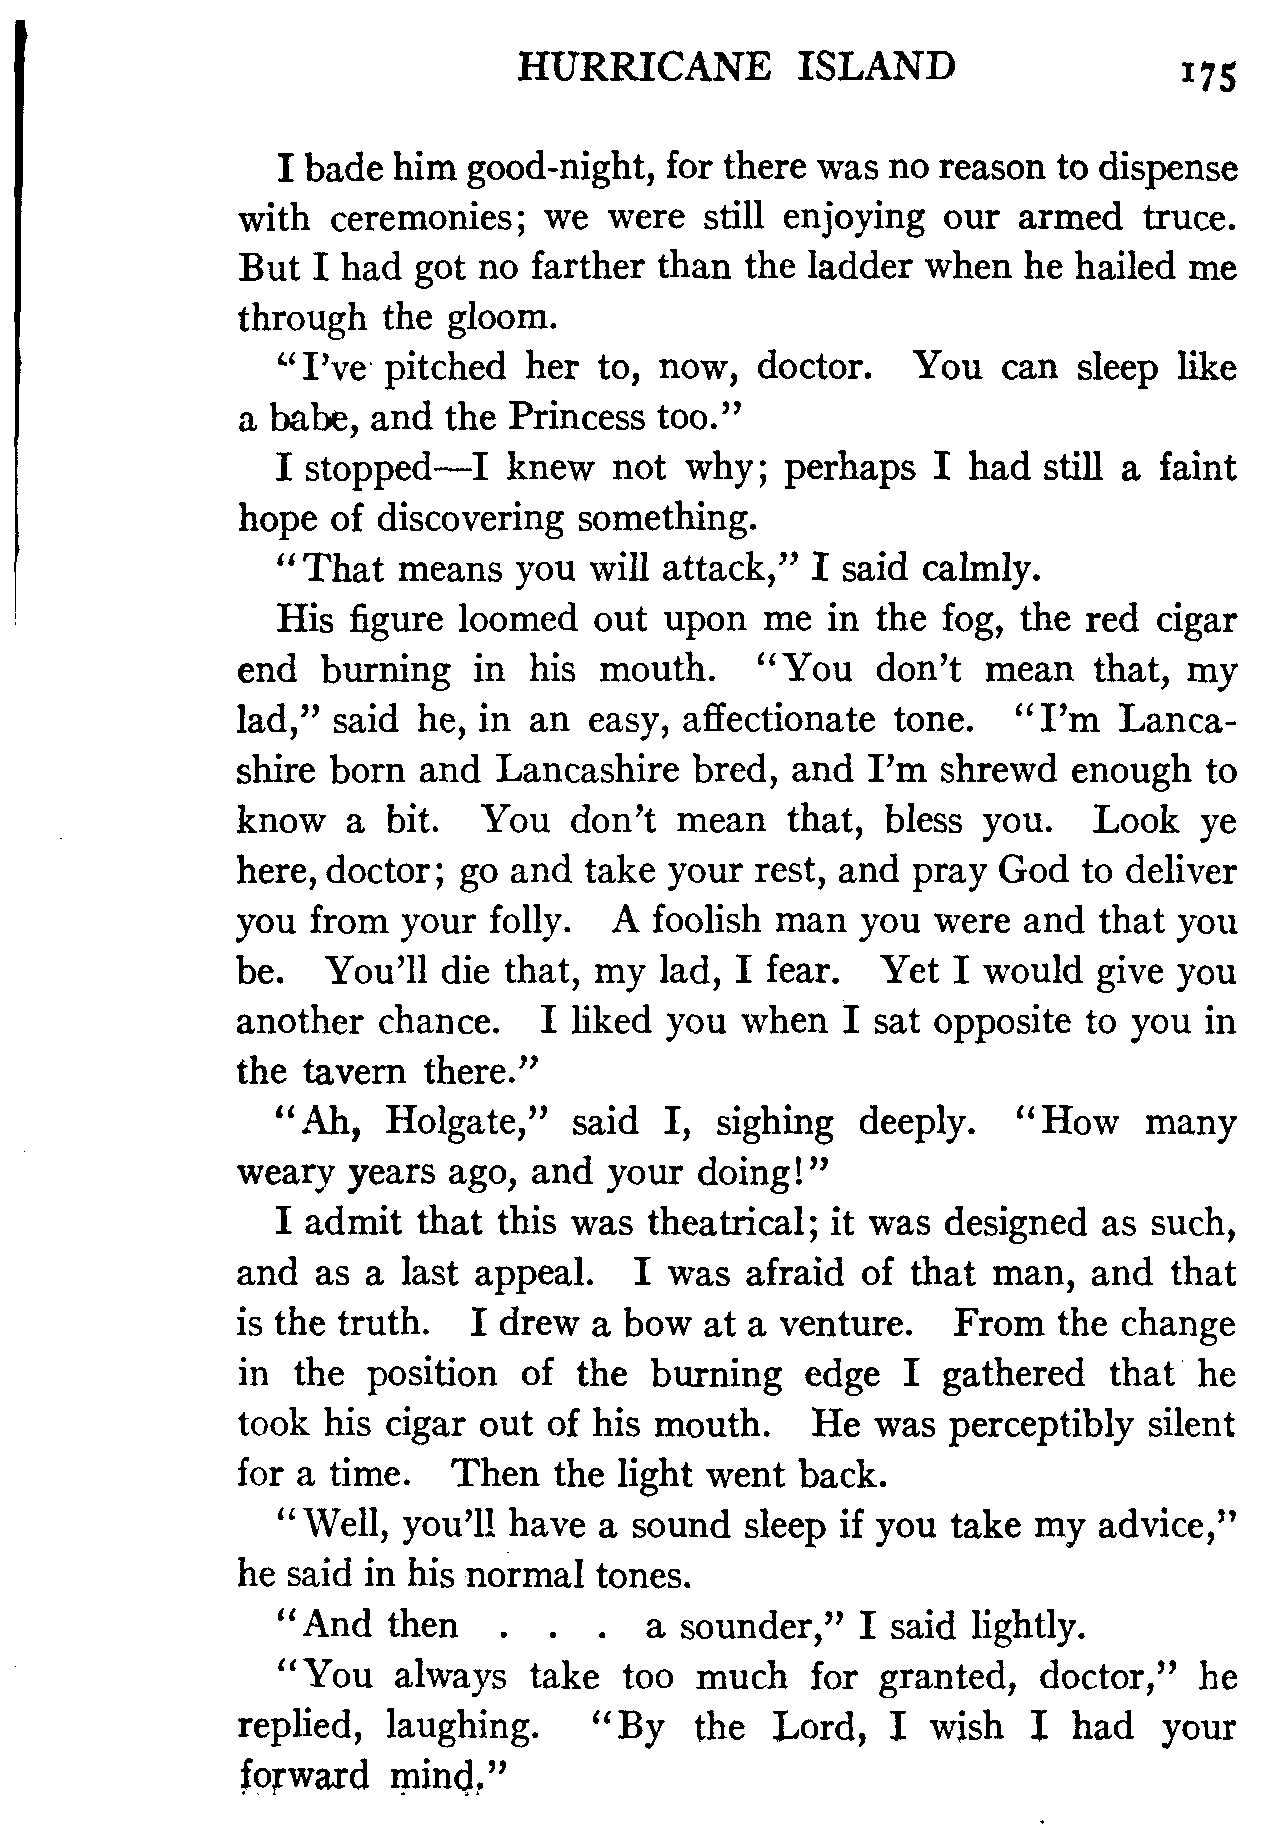 HURRICANE ISLAND 175
I bade him good-night, for there was no reason to dispense
with ceremonies; we were still enjoying our armed truce.
But I had got no farther than the ladder when he hailed me
through the gloom.
"I've pitched her to, now, doctor. You can sleep like
a babe, and the Princess too."
I stopped—I knew not why; perhaps I had still a faint
hope of discovering something.
"That means you will attack," I said calmly.
His figure loomed out upon me in the fog, the red cigar
end burning in his mouth. "You don't mean that, my
lad," said he, in an easy, affectionate tone. "I'm Lanca-
shire born and Lancashire bred, and I'm shrewd enough to
know a bit. You don't mean that, bless you. Look ye
here, doctor; go and take your rest, and pray God to deliver
you from your folly. A foolish man you were and that you
be. You'll die that, my lad, I fear. Yet I would give you
another chance. I liked you when I sat opposite to you in
the tavern there."
"Ah, Holgate," said I, sighing deeply. "How many
weary years ago, and your doing!"
I admit that this was theatrical; it was designed as such,
and as a last appeal. I was afraid of that man, and that
is the truth. I drew a bow at a venture. From the change
in the position of the burning edge I gathered that he
took his cigar out of his mouth. He was perceptibly silent
for a time. Then the light went back.
"Well, you'll have a sound sleep if you take my advice,"
he said in his normal tones.
"And then . . . a sounder," I said lightly.
"You always take too much for granted, doctor," he
replied, laughing. "By the Lord, I wish I had your
forward mind."